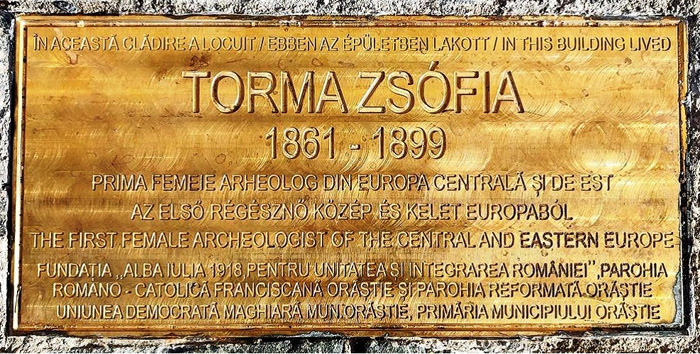 ÎN ACEASTĂ CLĂDIRE A LOCUIT / EBBEN AZ ÉPÜLETBEN LAKOTT / IN THIS BUILDING LIVED
TORMA ZSÓFIA
1861 - 1899
PRIMA FEMEIE ARHEOLOG DIN EUROPA CENTRALĂ ȘI DE EST
AZ ELSŐ RÉGÉSZNŐ KÖZÉP ÉS KELET EURÓPÁBÓL
THE FIRST FEMALE ARCHEOLOGIST OF THE CENTRAL AND EASTERN EUROPE
FUNDAȚIA „ALBA IULIA 1918 PENTRU UNITATEA ȘI INTEGRAREA ROMÂNIEI”, PAROHIA
ROMANO - CATOLICĂ FRANCISCANĂ ORĂȘTIE ȘI PAROHIA REFORMATĂ ORĂȘTIE
UNIUNEA DEMOCRATĂ MAGHIARĂ MUN.ORĂȘTIE, PRIMĂRIA MUNICIPIULUI ORĂȘTIE